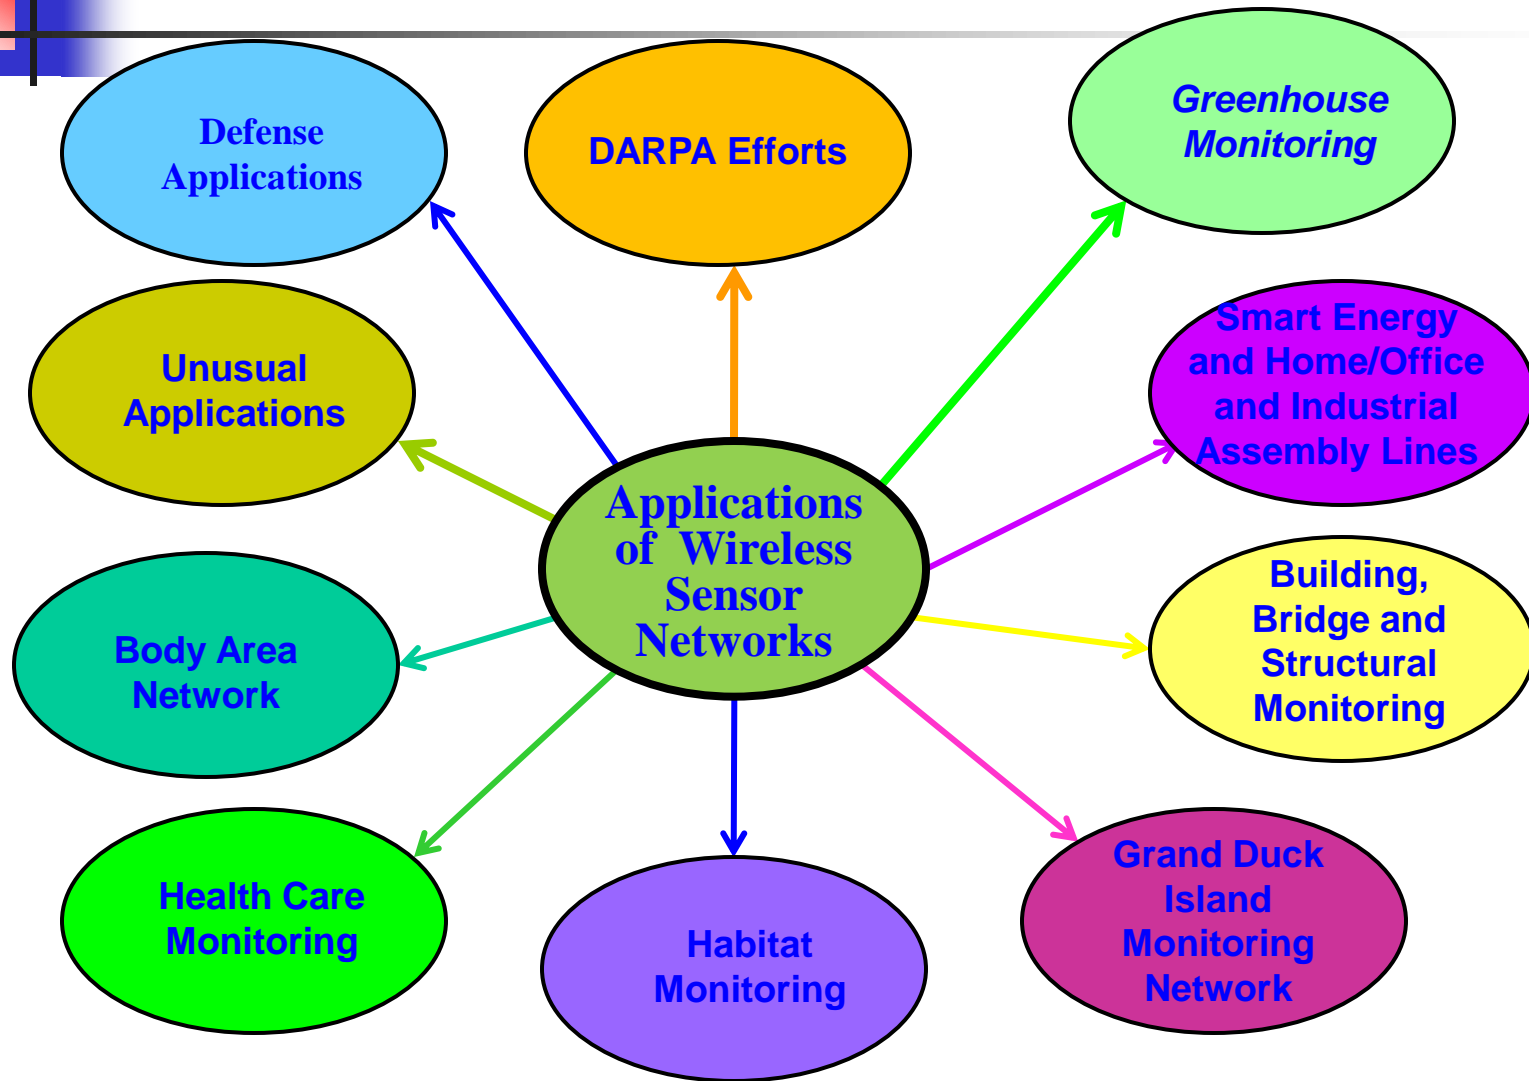 Defense
Applications
DARPA Efforts
Greenhouse
Monitoring
Unusual
Applications
Smart Energy
and Home/Office
and Industrial
Assembly Lines
Applications
of Wireless
Sensor
Networks
Body Area
Network
Building,
Bridge and
Structural
Monitoring
Health Care
Monitoring
Habitat
Monitoring
Grand Duck
Island
Monitoring
Network